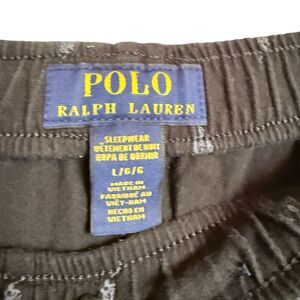 POLO
RALPH LAUREN
SLEEPWEAR
VÊTEMENT DE NUIT
ROPA DE DORMIR
L/G/G
MADE IN
VIETNAM
FABRIQUÉ AU
VIÊT-NAM
HECHO EN
VIETNAM